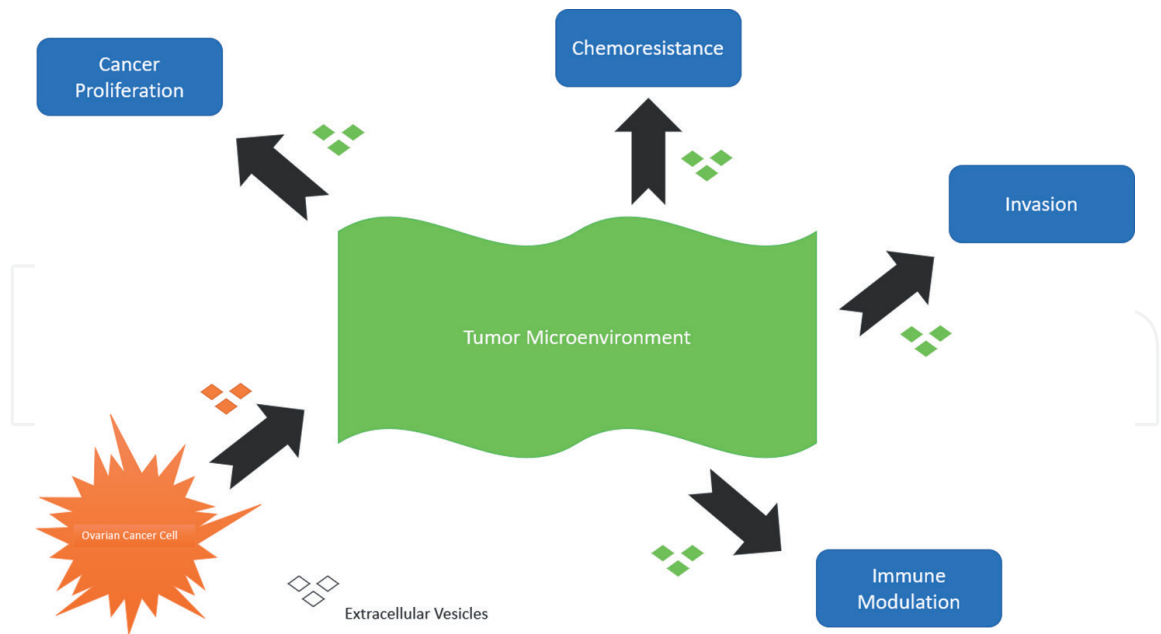 Chemoresistance
Cancer
Proliferation
Invasion
Tumor Microenvironment
Ovarian Cancer Cell
Immune
Modulation
Extracellular Vesicles